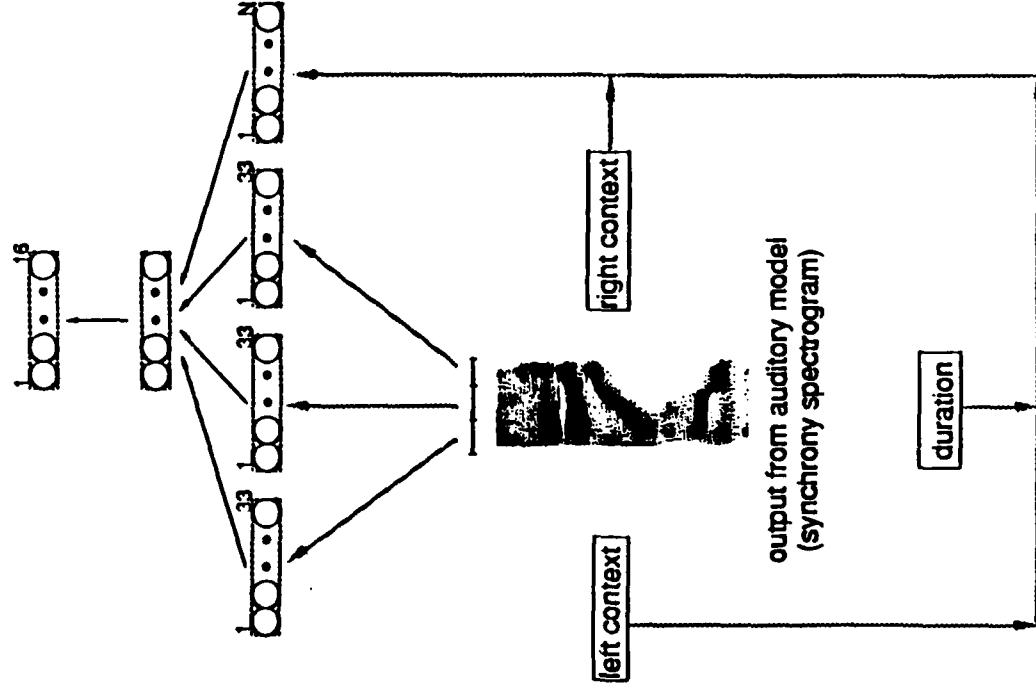 1 16
1 33 1 33 1 33 1 N
left context
right context
output from auditory model
(synchrony spectrogram)
duration